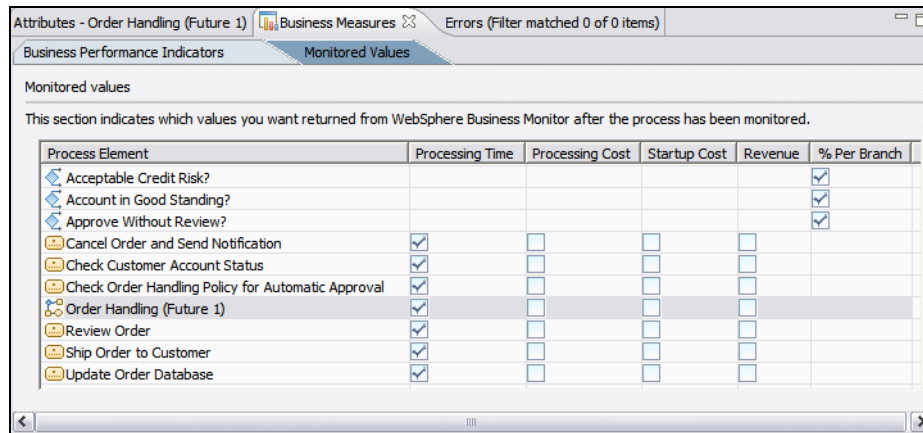 Attributes - Order Handling (Future 1) Business Measures Errors (Filter matched 0 of 0 items)
Business Performance Indicators Monitored Values
Monitored values
This section indicates which values you want returned from WebSphere Business Monitor after the process has been monitored.
Process Element Processing Time Processing Cost Startup Cost Revenue % Per Branch
Acceptable Credit Risk?
Account in Good Standing?
Approve Without Review?
Cancel Order and Send Notification
Check Customer Account Status
Check Order Handling Policy for Automatic Approval
Order Handling (Future 1)
Review Order
Ship Order to Customer
Update Order Database